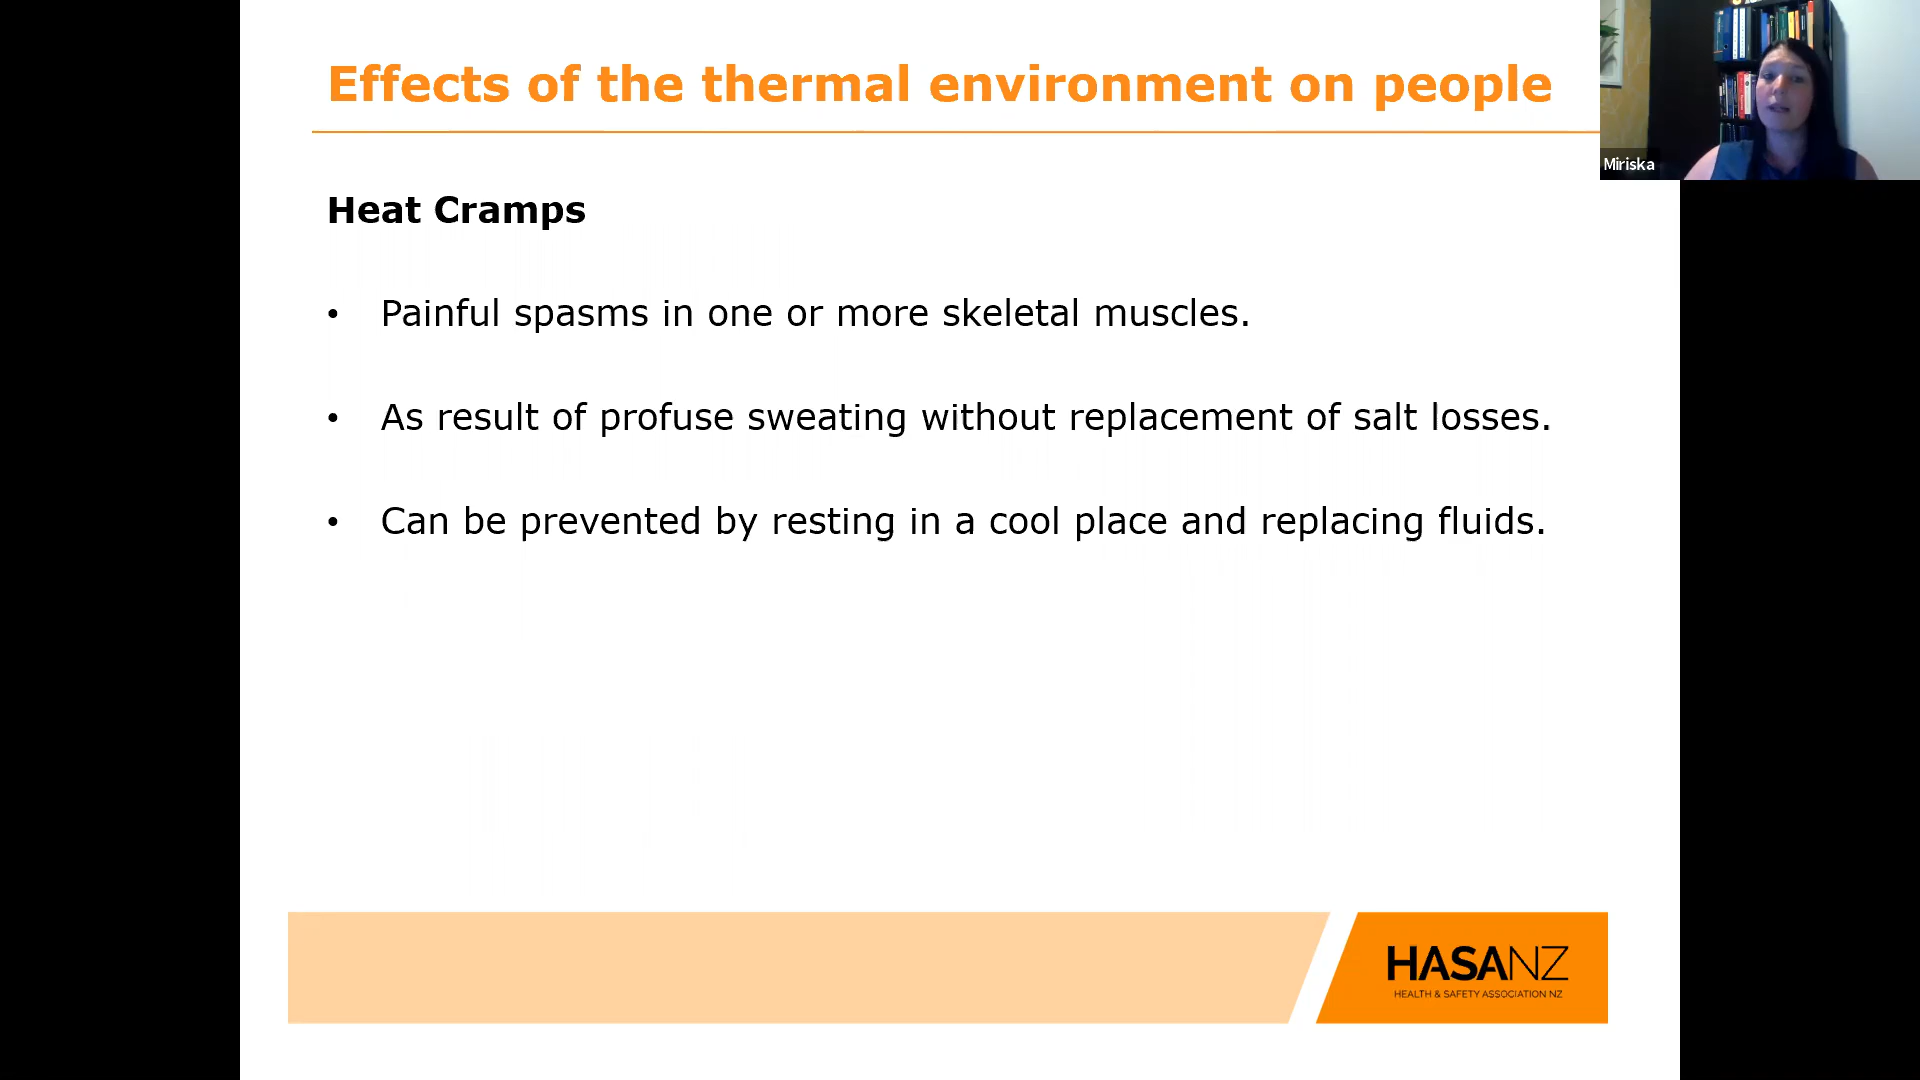 Effects of the thermal environment on people
Miriska
Heat Cramps
• Painful spasms in one or more skeletal muscles.
• As result of profuse sweating without replacement of salt losses.
• Can be prevented by resting in a cool place and replacing fluids.
HASANZ
HEALTH & SAFETY ASSOCIATION NZ